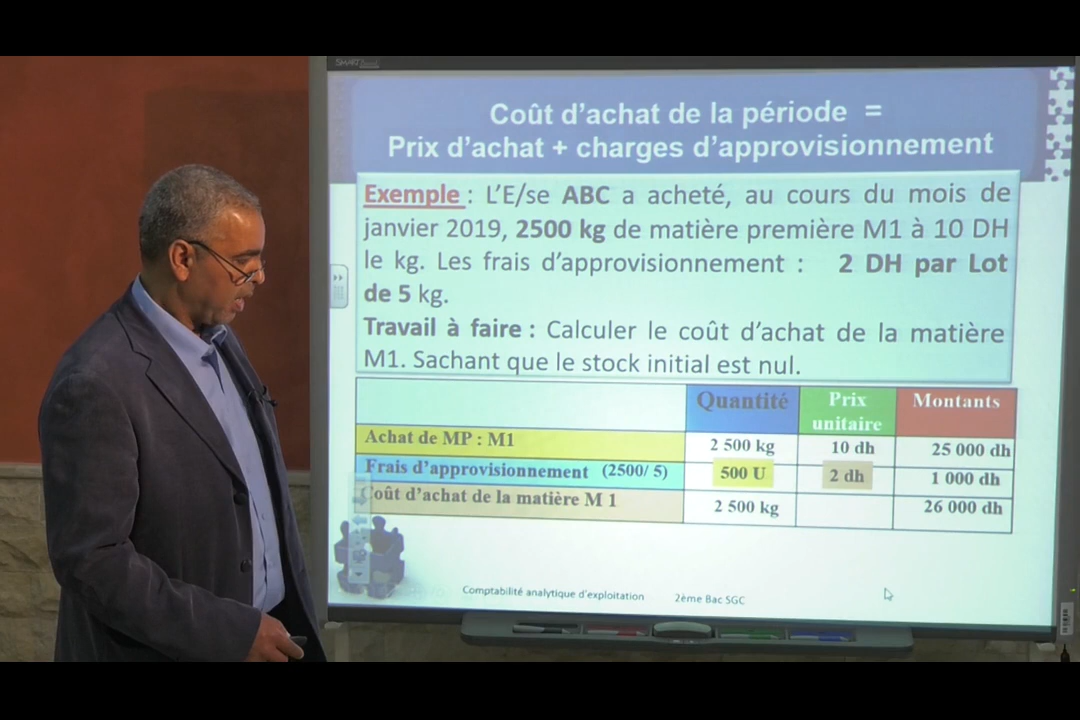 SMART Board
Coût d'achat de la période =
Prix d'achat + charges d'approvisionnement
Exemple : L'E/se ABC a acheté, au cours du mois de
janvier 2019, 2500 kg de matière première M1 à 10 DH
le kg. Les frais d'approvisionnement : 2 DH par Lot
de 5 kg.
Travail à faire : Calculer le coût d'achat de la matière
M1. Sachant que le stock initial est nul.
Quantité Prix unitaire Montants
Achat de MP : M1 2 500 kg 10 dh 25 000 dh
Frais d'approvisionnement (2500/ 5) 500 U 2 dh 1 000 dh
Coût d'achat de la matière M 1 2 500 kg 26 000 dh
Comptabilité analytique d'exploitation 2ème Bac SGC